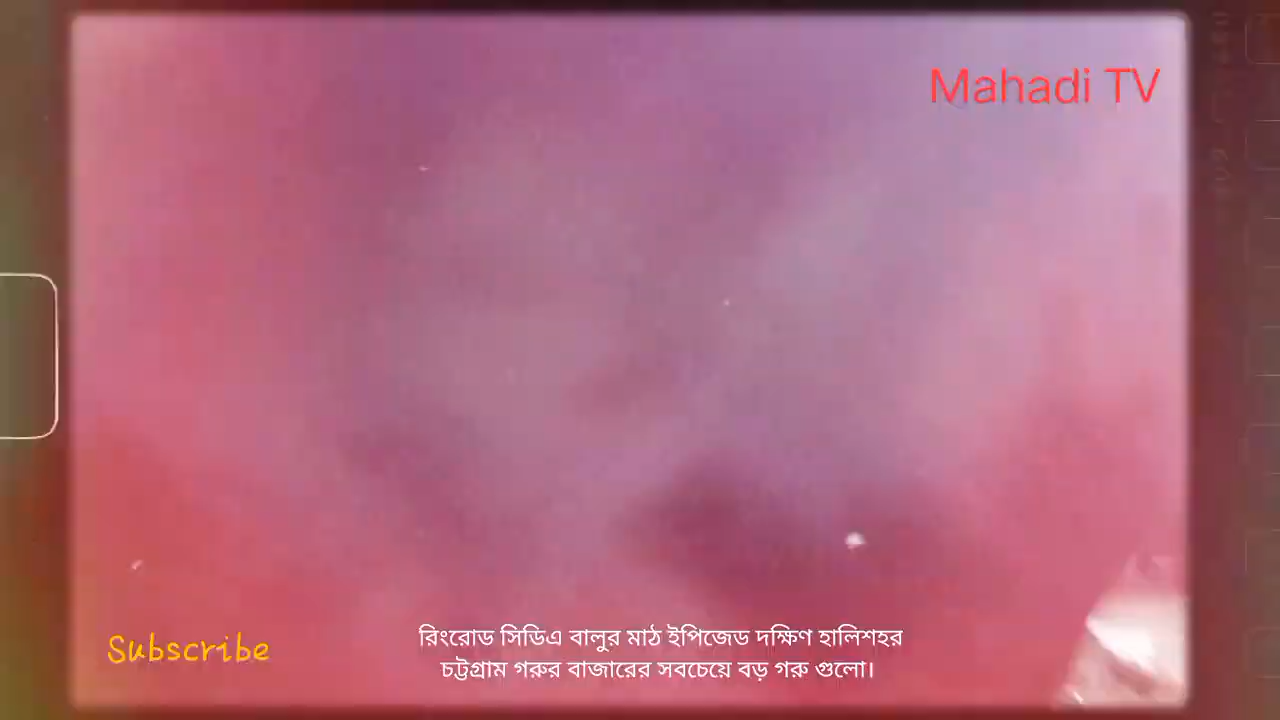 Mahadi TV
Subscribe
রিংরোড সিডিএ বালুর মাঠ ইপিজেড দক্ষিণ হালিশহর
চট্টগ্রাম গরুর বাজারের সবচেয়ে বড় গরু গুলো।